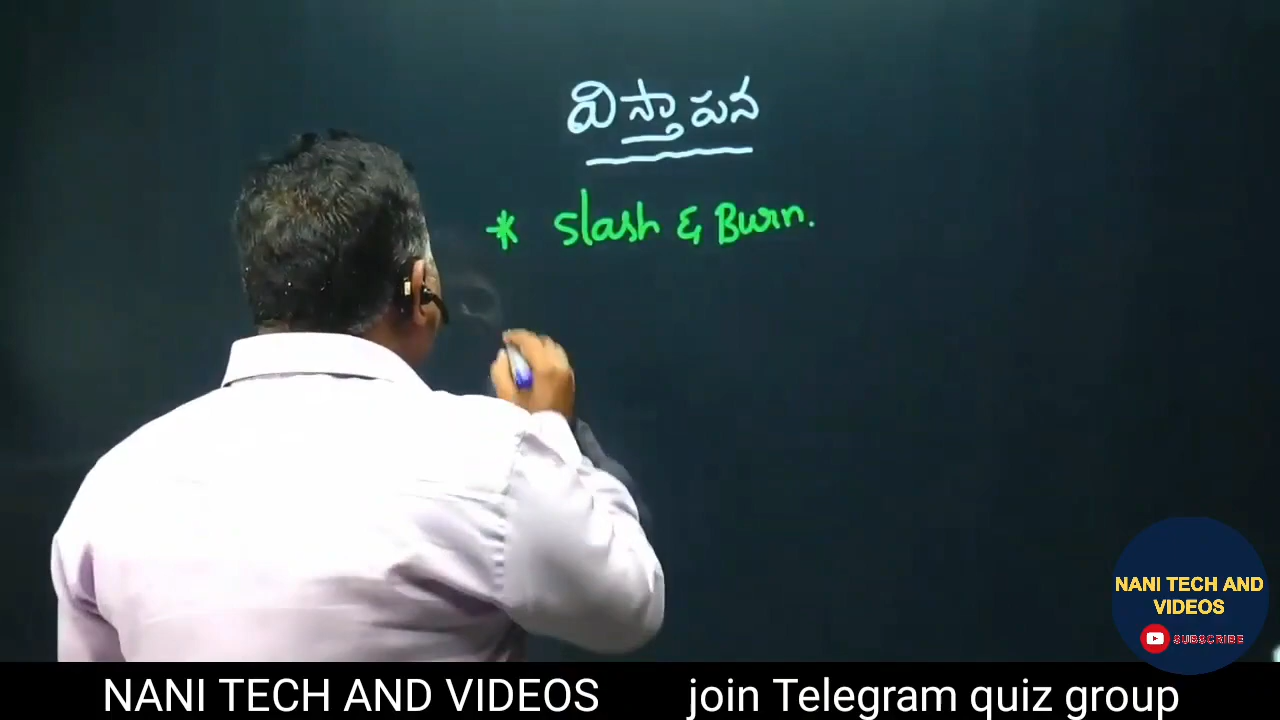 విస్తాపన
* Slash & Burn.
NANI TECH AND
VIDEOS
SUBSCRIBE
NANI TECH AND VIDEOS join Telegram quiz group